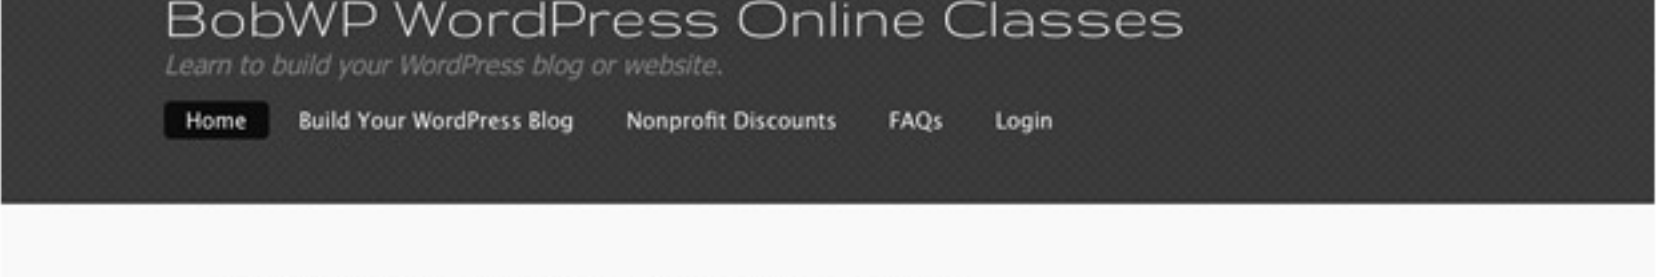 BobWP WordPress Online Classes
Learn to build your WordPress blog or website.
Home Build Your WordPress Blog Nonprofit Discounts FAQs Login